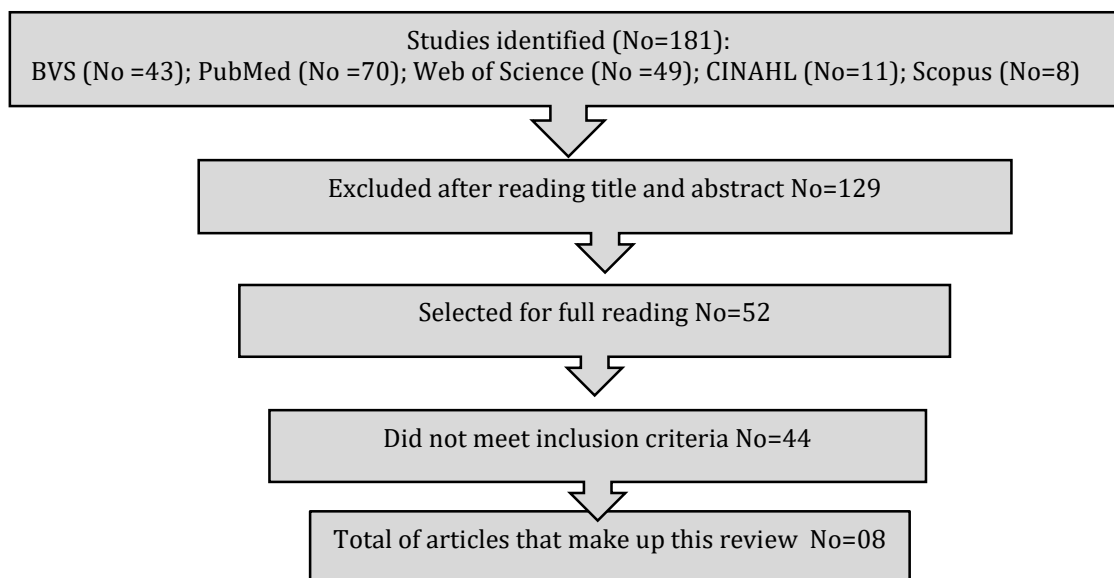 Studies identified (No=181):
BVS (No =43); PubMed (No =70); Web of Science (No =49); CINAHL (No=11); Scopus (No=8)
Excluded after reading title and abstract No=129
Selected for full reading No=52
Did not meet inclusion criteria No=44
Total of articles that make up this review No=08